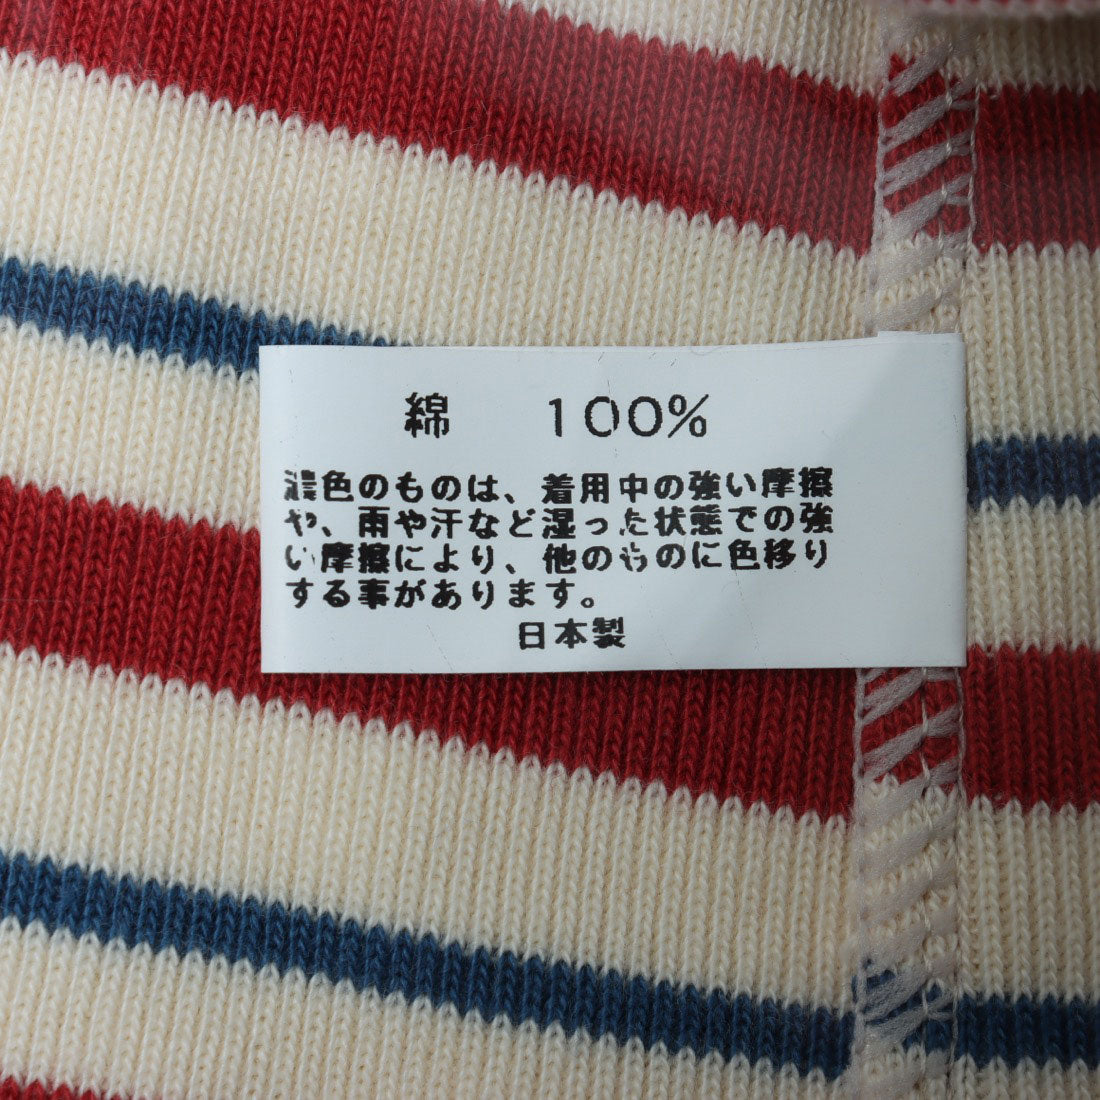 綿 100%
濃色のものは、着用中の強い摩擦
や、雨や汗など湿った状態での強
い摩擦により、他のものに色移り
する事があります。
日本製